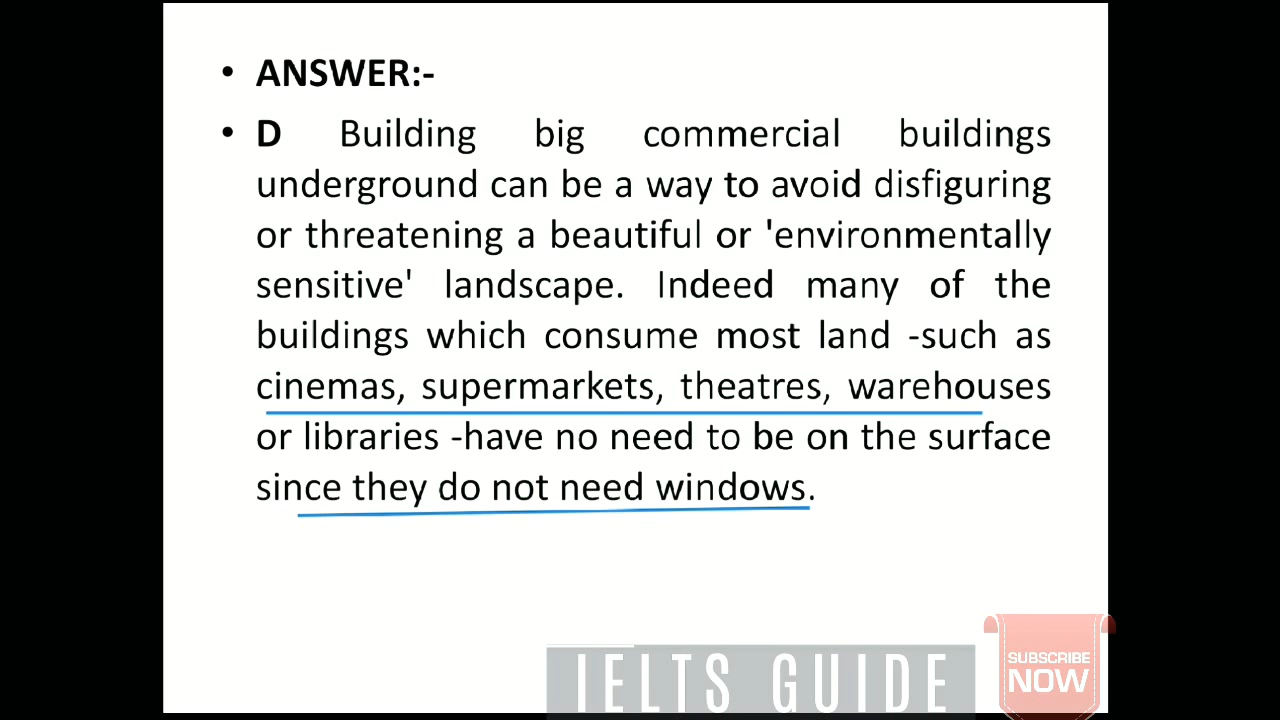 • ANSWER:-
• D Building big commercial buildings
underground can be a way to avoid disfiguring
or threatening a beautiful or 'environmentally
sensitive' landscape. Indeed many of the
buildings which consume most land -such as
cinemas, supermarkets, theatres, warehouses
or libraries -have no need to be on the surface
since they do not need windows.
IELTS GUIDE
SUBSCRIBE
NOW